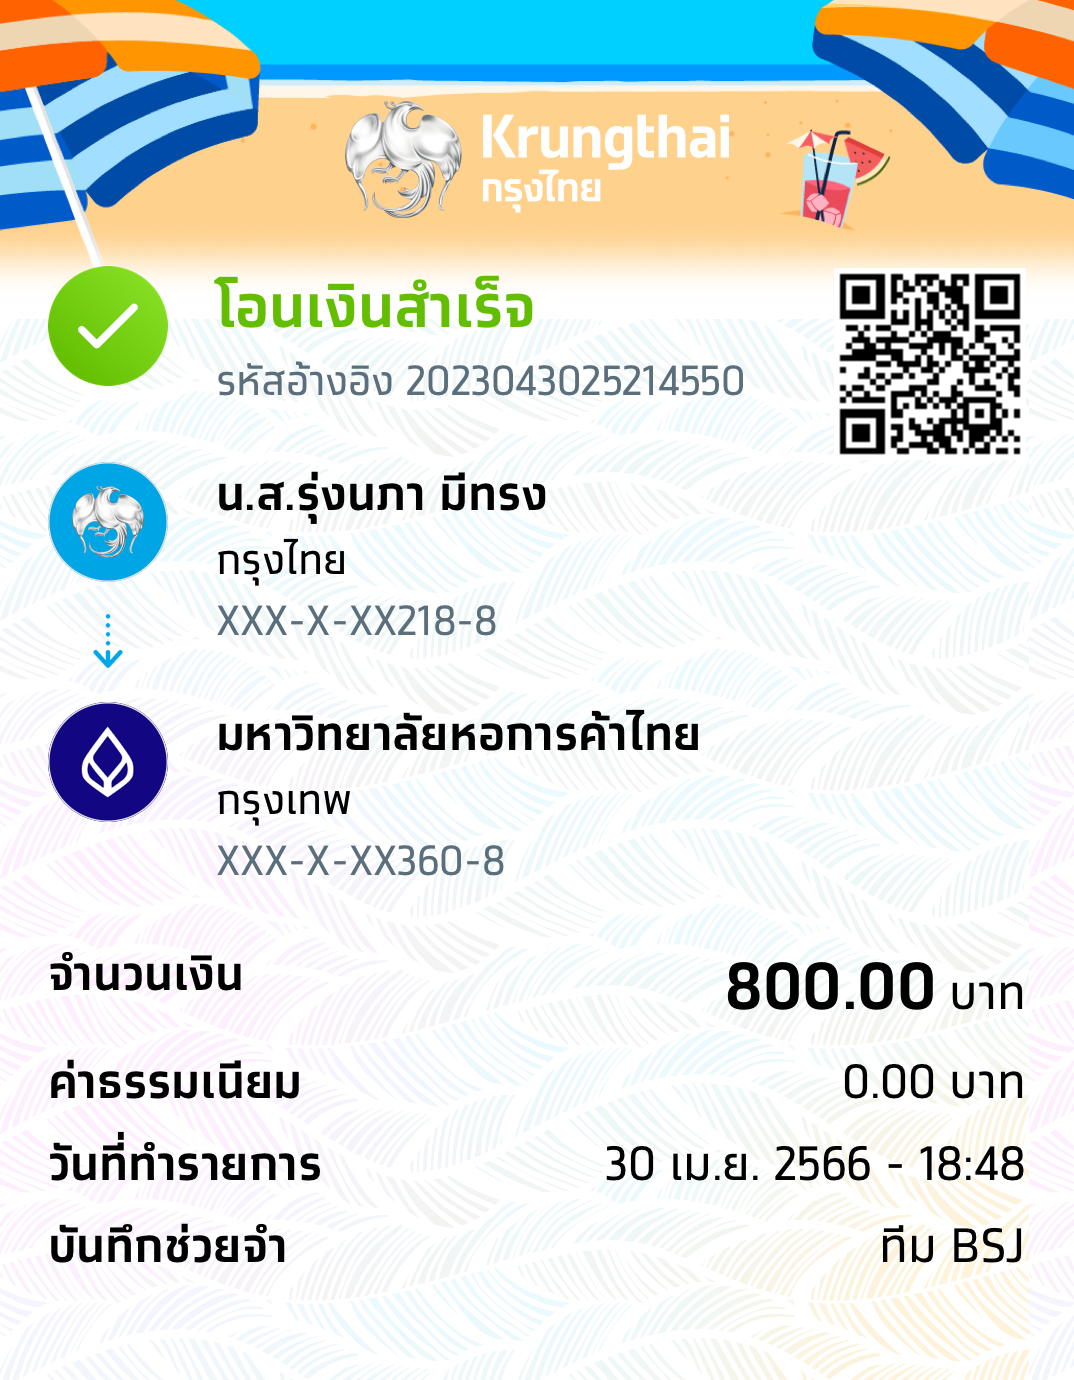 Krungthai
กรุงไทย
โอนเงินสำเร็จ
รหัสอ้างอิง 2023043025214550
น.ส.รุ่งนภา มีทรง
กรุงไทย
XXX-X-XX218-8
มหาวิทยาลัยหอการค้าไทย
กรุงเทพ
XXX-X-XX360-8
จำนวนเงิน 800.00 บาท
ค่าธรรมเนียม 0.00 บาท
วันที่ทำรายการ 30 เม.ย. 2566 - 18:48
บันทึกช่วยจำ ทีม BSJ